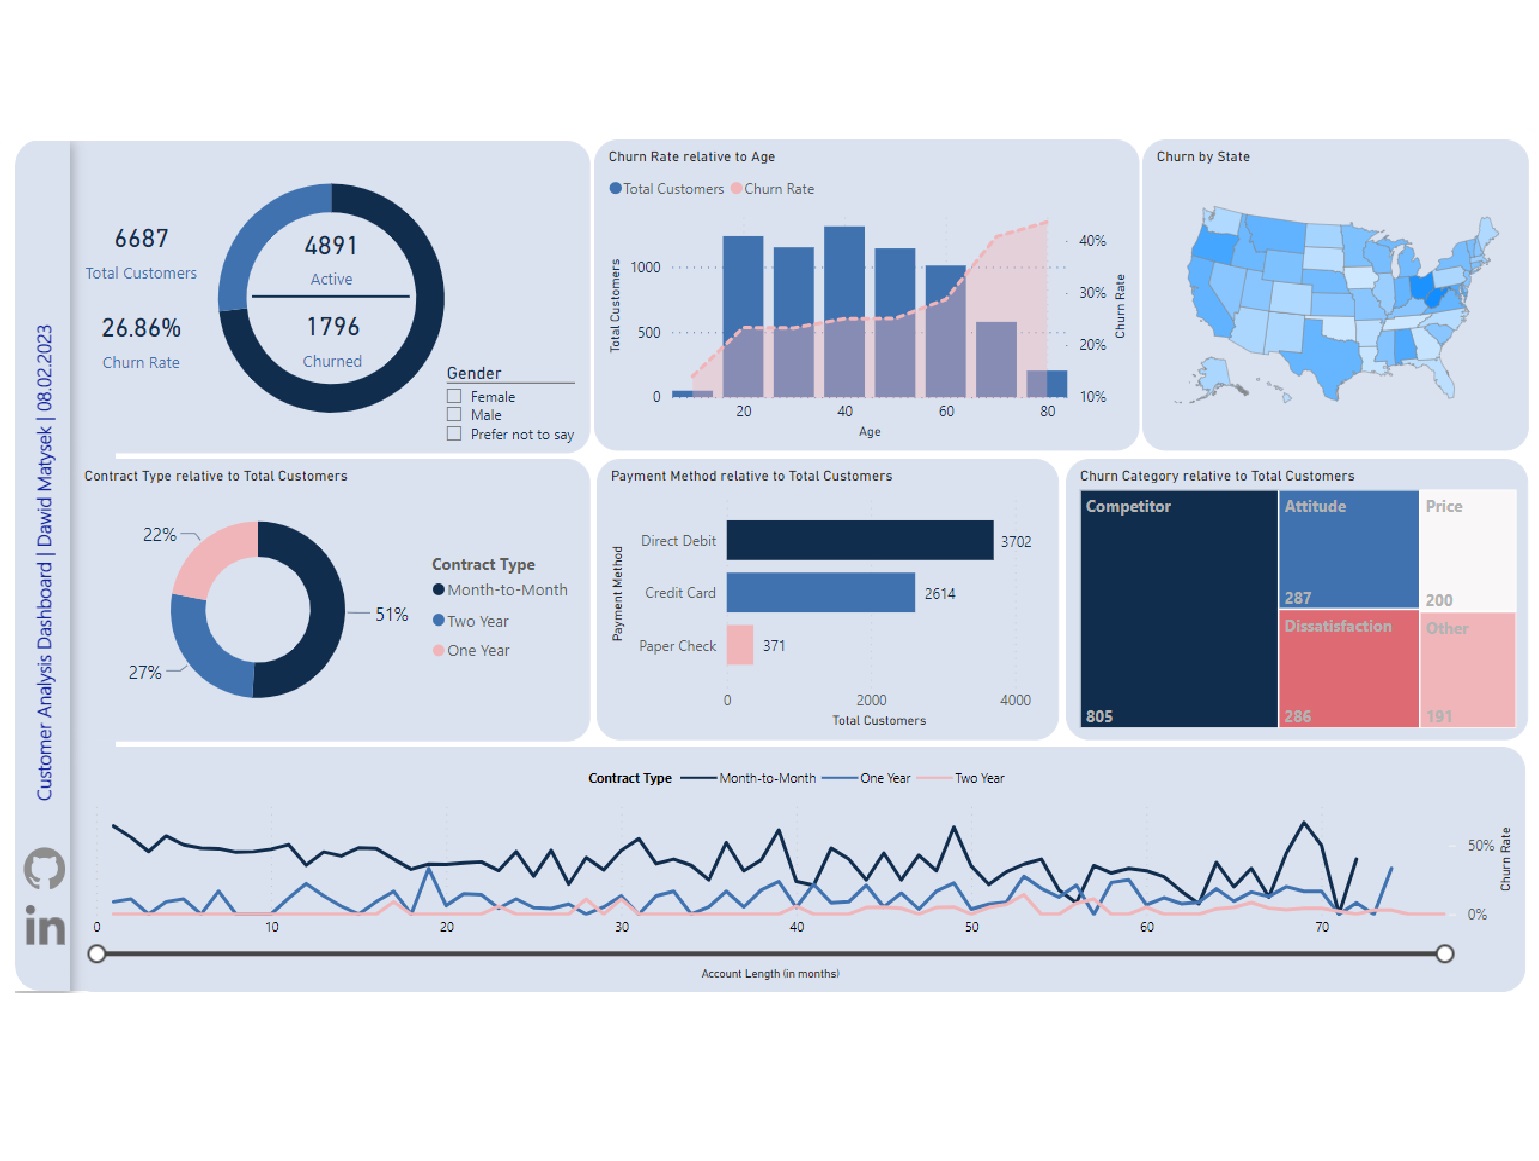 Customer Analysis Dashboard | Dawid Matysek | 08.02.2023
in
6687
Total Customers
26.86%
Churn Rate
4891
Active
1796
Churned
Gender
Female
Male
Prefer not to say
Churn Rate relative to Age
Total Customers Churn Rate
Total Customers
1000
500
0
40%
30%
20%
10%
Churn Rate
20 40 60 80
Age
Churn by State
Contract Type relative to Total Customers
22%
51%
27%
Contract Type
Month-to-Month
Two Year
One Year
Payment Method relative to Total Customers
Payment Method
Direct Debit 3702
Credit Card 2614
Paper Check 371
0 2000 4000
Total Customers
Churn Category relative to Total Customers
Competitor
805
Attitude
287
Price
200
Dissatisfaction
286
Other
191
Contract Type Month-to-Month One Year Two Year
50%
0%
Churn Rate
0 10 20 30 40 50 60 70
Account Length (in months)